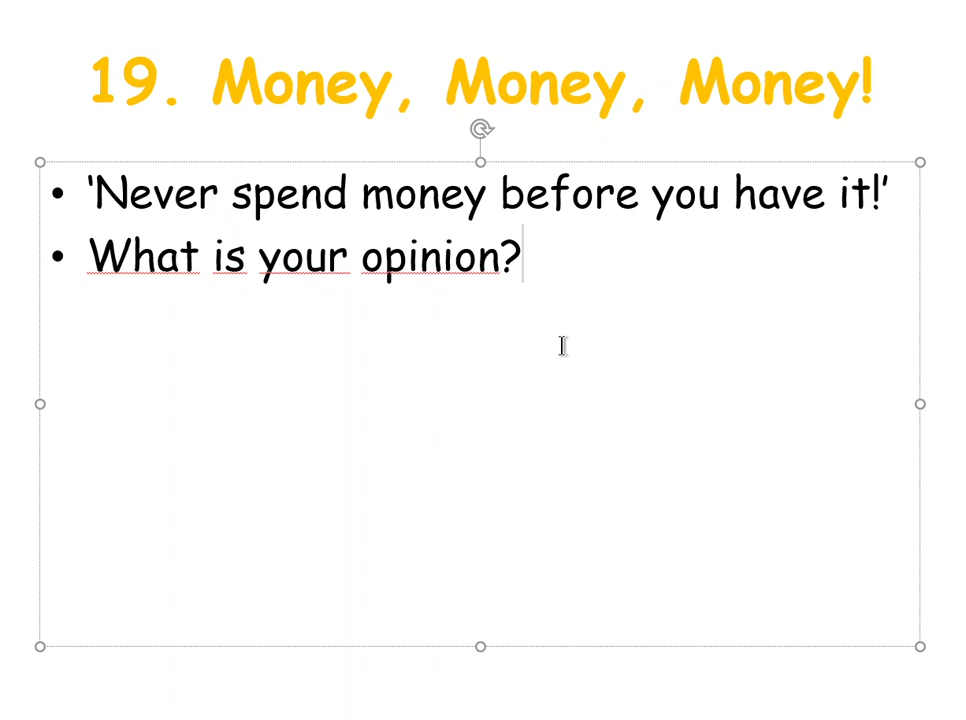 19. Money, Money, Money!
• ‘Never spend money before you have it!’
• What is your opinion?